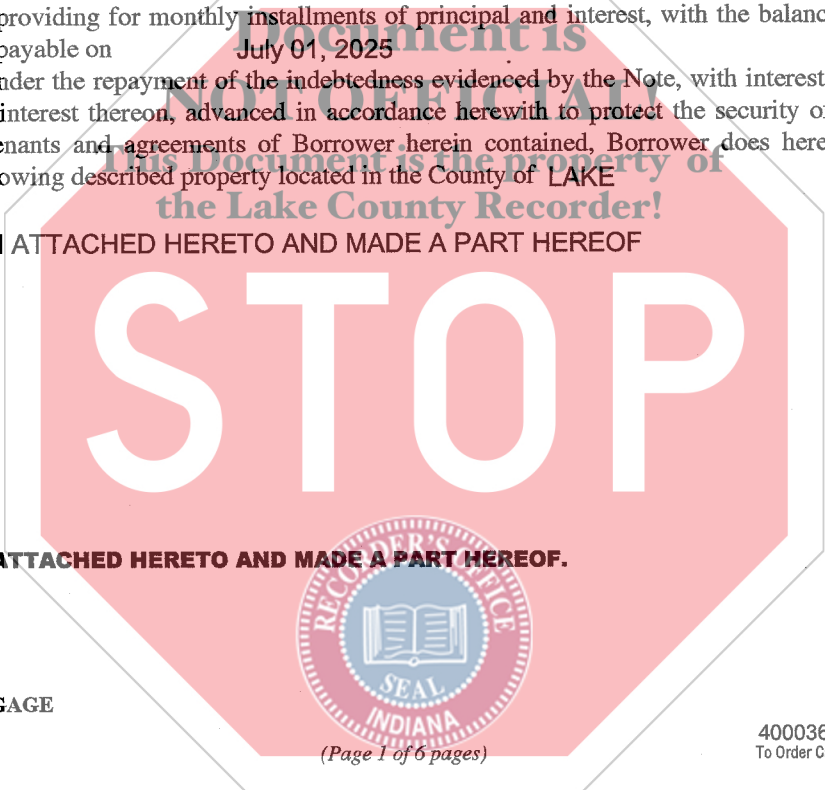 providing for monthly installments of principal and interest, with the balanc
payable on July 01, 2025
Document is
nder the repayment of the indebtedness evidenced by the Note, with interest
NOT OFFICIAL!
interest thereon, advanced in accordance herewith to protect the security of
enants and agreements of Borrower herein contained, Borrower does here
This Document is the property of
owing described property located in the County of LAKE
the Lake County Recorder!
ATTACHED HERETO AND MADE A PART HEREOF
STOP
ATTACHED HERETO AND MADE A PART HEREOF.
RECORDER'S OFFICE
SEAL
INDIANA
GAGE
(Page 1 of 6 pages)
400036
To Order C